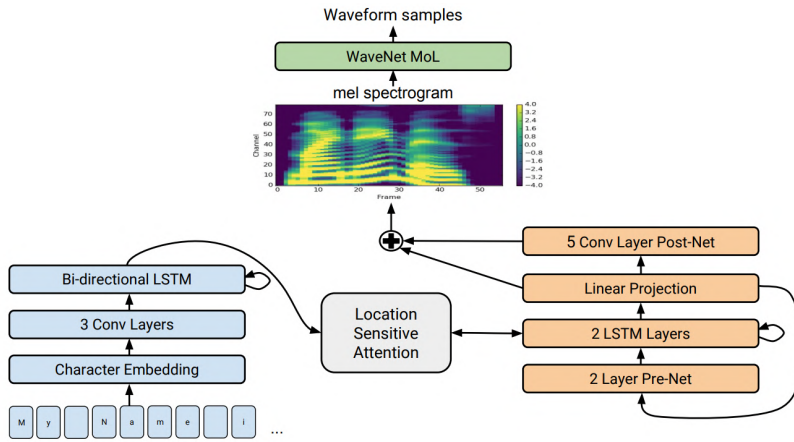 Waveform samples
WaveNet MoL
mel spectrogram
Channel
70
60
50
40
30
20
10
0
0 10 20 30 40 50
Frame
4.0
3.2
2.4
1.6
0.8
0.0
−0.8
−1.6
−2.4
−3.2
−4.0
5 Conv Layer Post-Net
Bi-directional LSTM
Linear Projection
3 Conv Layers
Location
Sensitive
Attention
2 LSTM Layers
Character Embedding
2 Layer Pre-Net
M y N a m e i ...